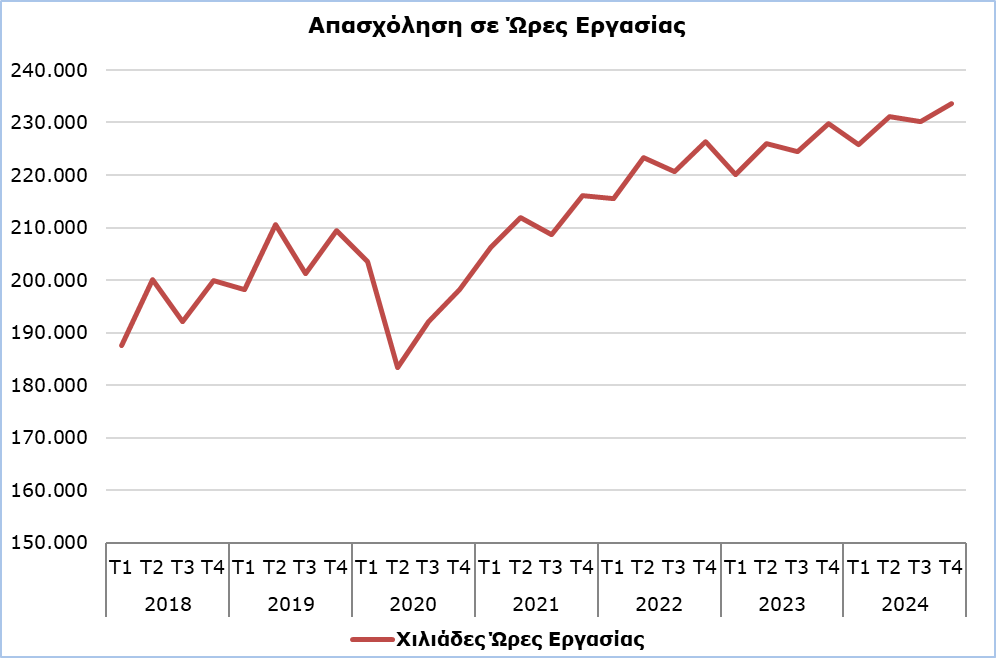 Απασχόληση σε Ώρες Εργασίας
240.000
230.000
220.000
210.000
200.000
190.000
180.000
170.000
160.000
150.000
Τ1 Τ2 Τ3 Τ4 Τ1 Τ2 Τ3 Τ4 Τ1 Τ2 Τ3 Τ4 Τ1 Τ2 Τ3 Τ4 Τ1 Τ2 Τ3 Τ4 Τ1 Τ2 Τ3 Τ4 Τ1 Τ2 Τ3 Τ4
2018 2019 2020 2021 2022 2023 2024
Χιλιάδες Ώρες Εργασίας